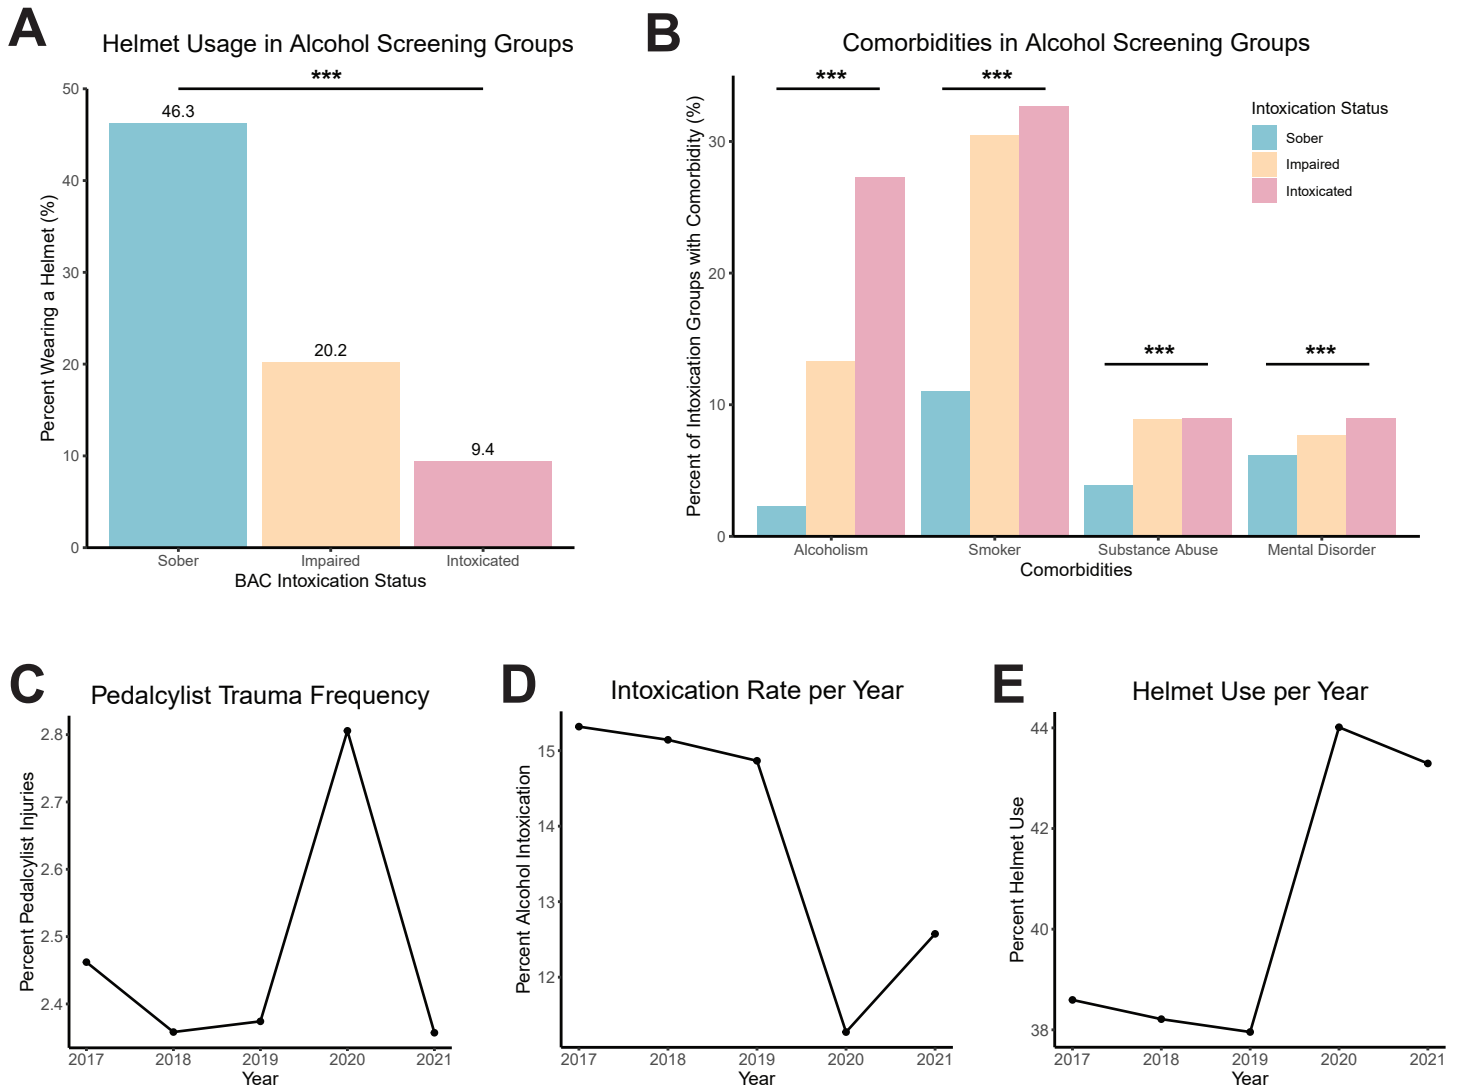 A
Helmet Usage in Alcohol Screening Groups
***
50
40
30
20
10
0
Percent Wearing a Helmet (%)
46.3
20.2
9.4
Sober Impaired Intoxicated
BAC Intoxication Status
B
Comorbidities in Alcohol Screening Groups
*** ***
*** ***
30
20
10
0
Percent of Intoxication Groups with Comorbidity (%)
Intoxication Status
Sober
Impaired
Intoxicated
Alcoholism Smoker Substance Abuse Mental Disorder
Comorbidities
C
Pedalcylist Trauma Frequency
2.8
2.7
2.6
2.5
2.4
Percent Pedalcylist Injuries
2017 2018 2019 2020 2021
Year
D
Intoxication Rate per Year
15
14
13
12
Percent Alcohol Intoxication
2017 2018 2019 2020 2021
Year
E
Helmet Use per Year
44
42
40
38
Percent Helmet Use
2017 2018 2019 2020 2021
Year